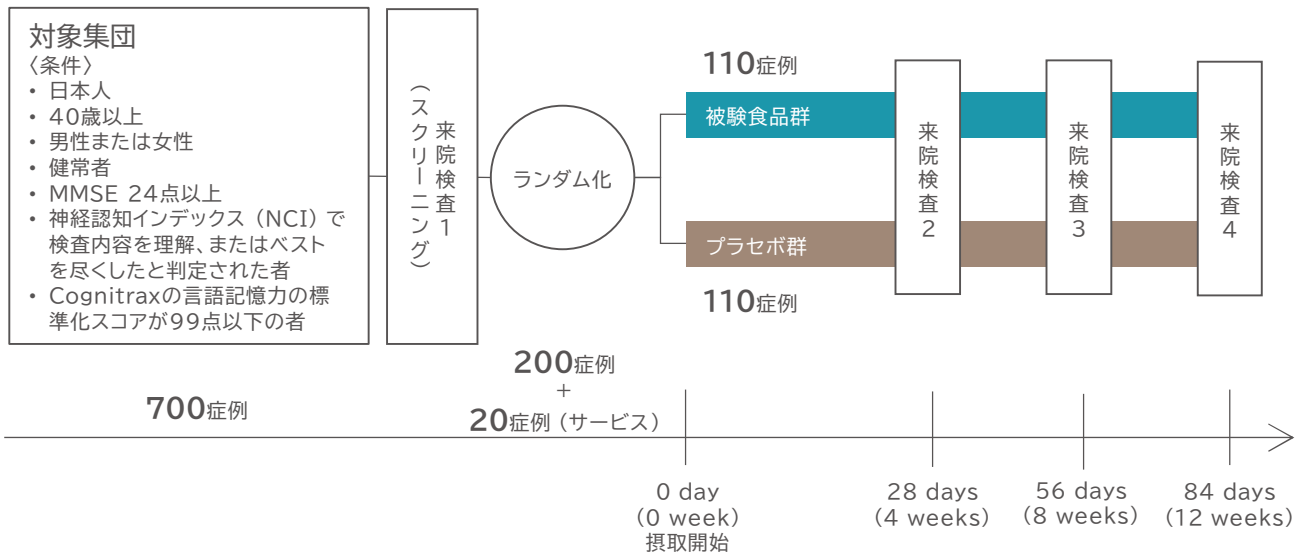 対象集団
〈条件〉
• 日本人
• 40歳以上
• 男性または女性
• 健常者
• MMSE 24点以上
• 神経認知インデックス（NCI）で
検査内容を理解、またはベスト
を尽くしたと判定された者
• Cognitraxの言語記憶力の標
準化スコアが99点以下の者
来院検査1
（スクリーニング）
ランダム化
110症例
被験食品群
プラセボ群
110症例
来院検査2
来院検査3
来院検査4
700症例
200症例
+
20症例（サービス）
0 day
(0 week)
摂取開始
28 days
(4 weeks)
56 days
(8 weeks)
84 days
(12 weeks)